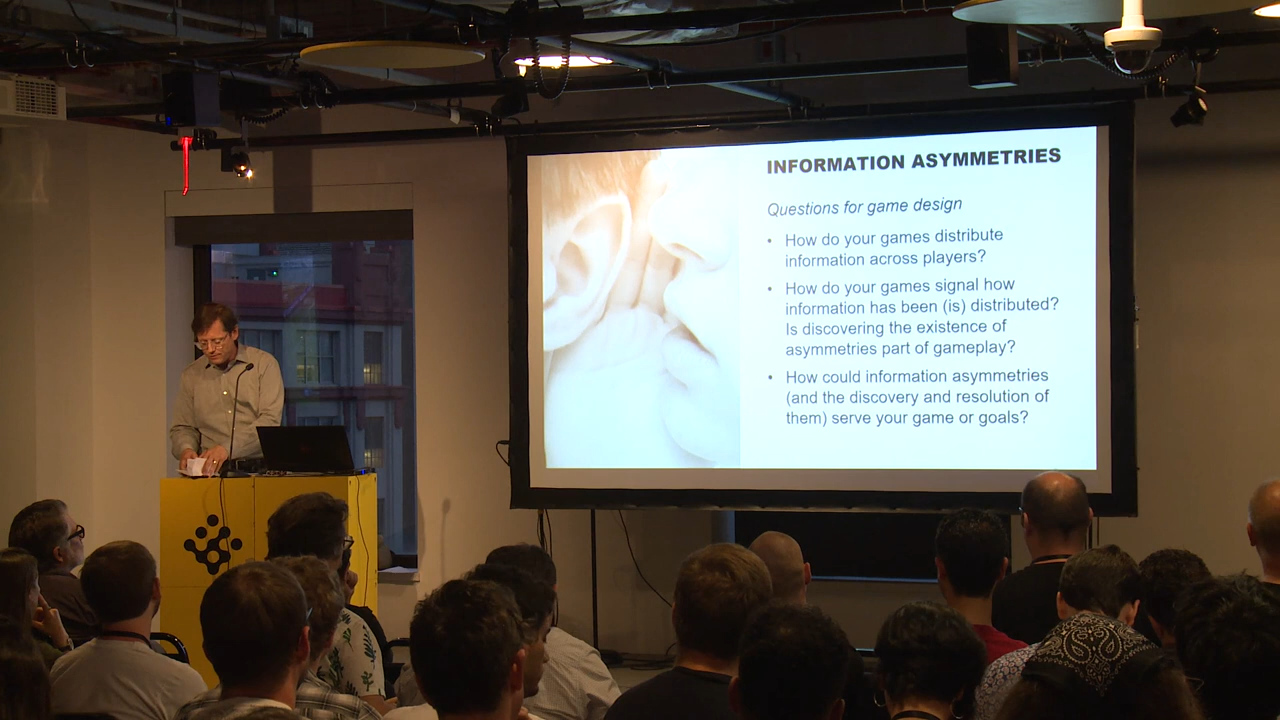 INFORMATION ASYMMETRIES
Questions for game design
• How do your games distribute
information across players?
• How do your games signal how
information has been (is) distributed?
Is discovering the existence of
asymmetries part of gameplay?
• How could information asymmetries
(and the discovery and resolution of
them) serve your game or goals?